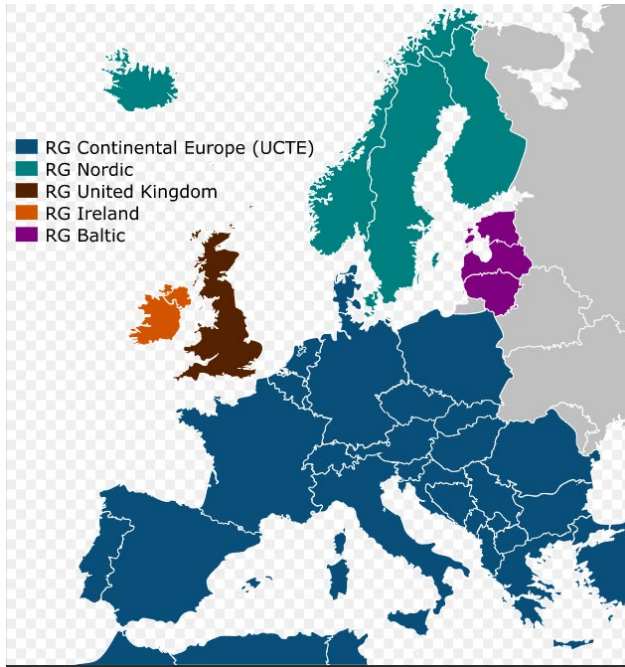 RG Continental Europe (UCTE)
RG Nordic
RG United Kingdom
RG Ireland
RG Baltic